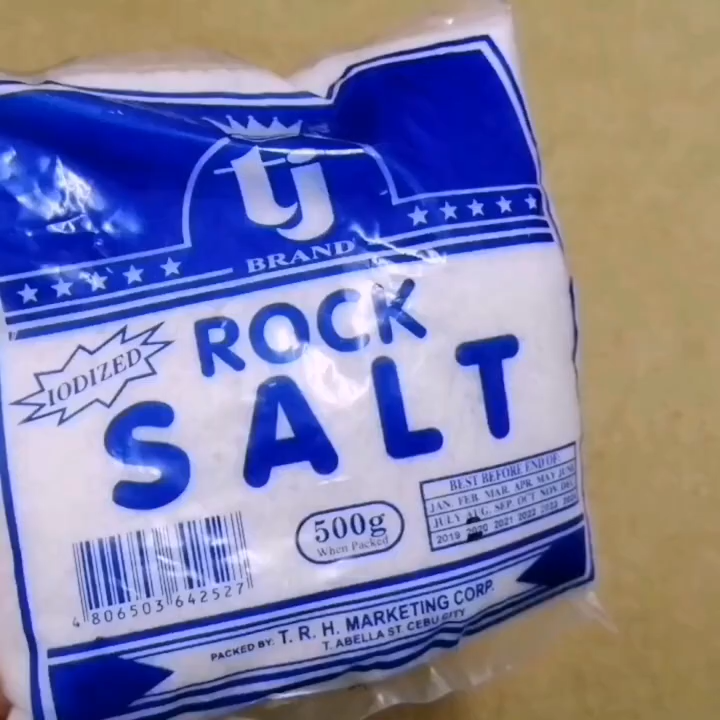 tj
BRAND
IODIZED
ROCK
SALT
500g
When Packed
BEST BEFORE END OF:
JAN. FEB. MAR. APR. MAY JUNE
JULY AUG. SEP. OCT. NOV. DEC.
2019 2020 2021 2022 2023
4 806503 642527
PACKED BY: T. R. H. MARKETING CORP.
T. ABELLA ST. CEBU CITY